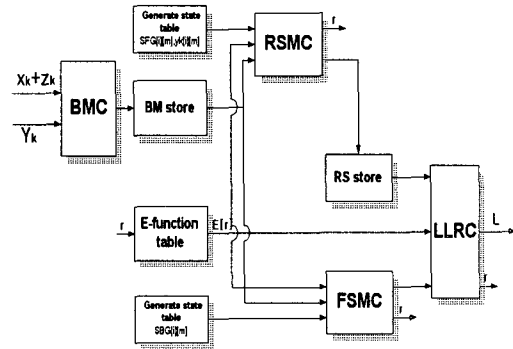 Generate state
table
SFG[i][m],yk[i][m]
RSMC
r
Xk+Zk
BMC
BM store
Yk
RS store
LLRC
L
r
E-function
table
r
E[r
Generate state
table
SBG[i][m]
FSMC
r